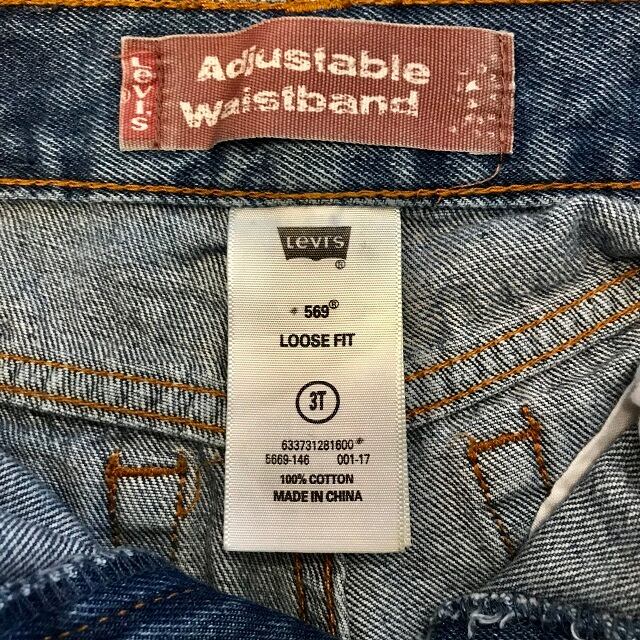 Levi's
Adjustable
Waistband
Levi's
®
* 569®
LOOSE FIT
3T
633731281600*
5669-146 001-17
100% COTTON
MADE IN CHINA